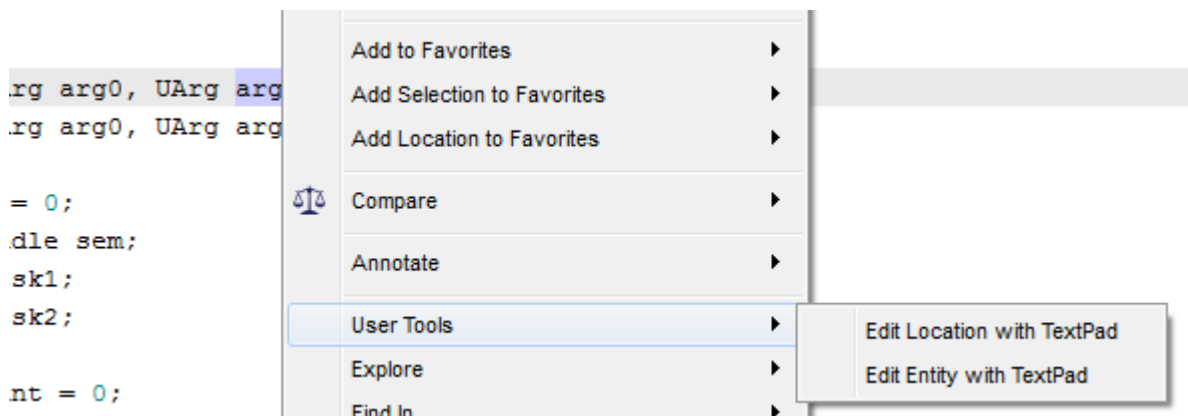 Add to Favorites
rg arg0, UArg arg
Add Selection to Favorites
rg arg0, UArg arg
Add Location to Favorites
= 0;
Compare
dle sem;
Annotate
sk1;
sk2;
User Tools
Edit Location with TextPad
Explore
Edit Entity with TextPad
nt = 0;
Find In